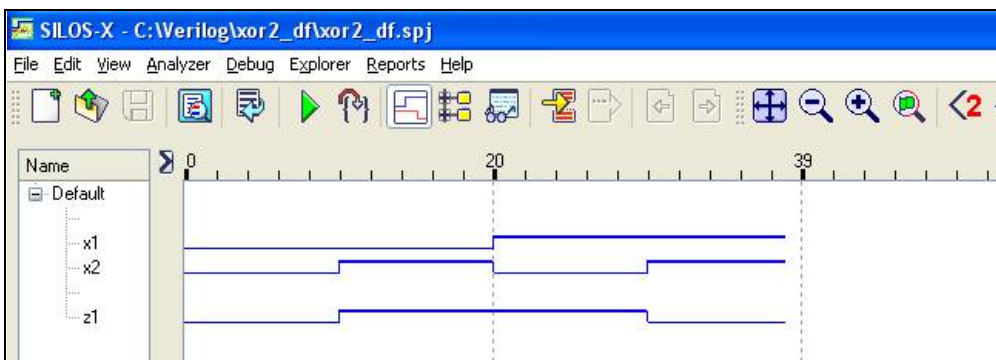 SILOS-X - C:\Verilog\xor2_df\xor2_df.spj
File Edit View Analyzer Debug Explorer Reports Help
2
Name 0 20 39
Default
x1
x2
z1